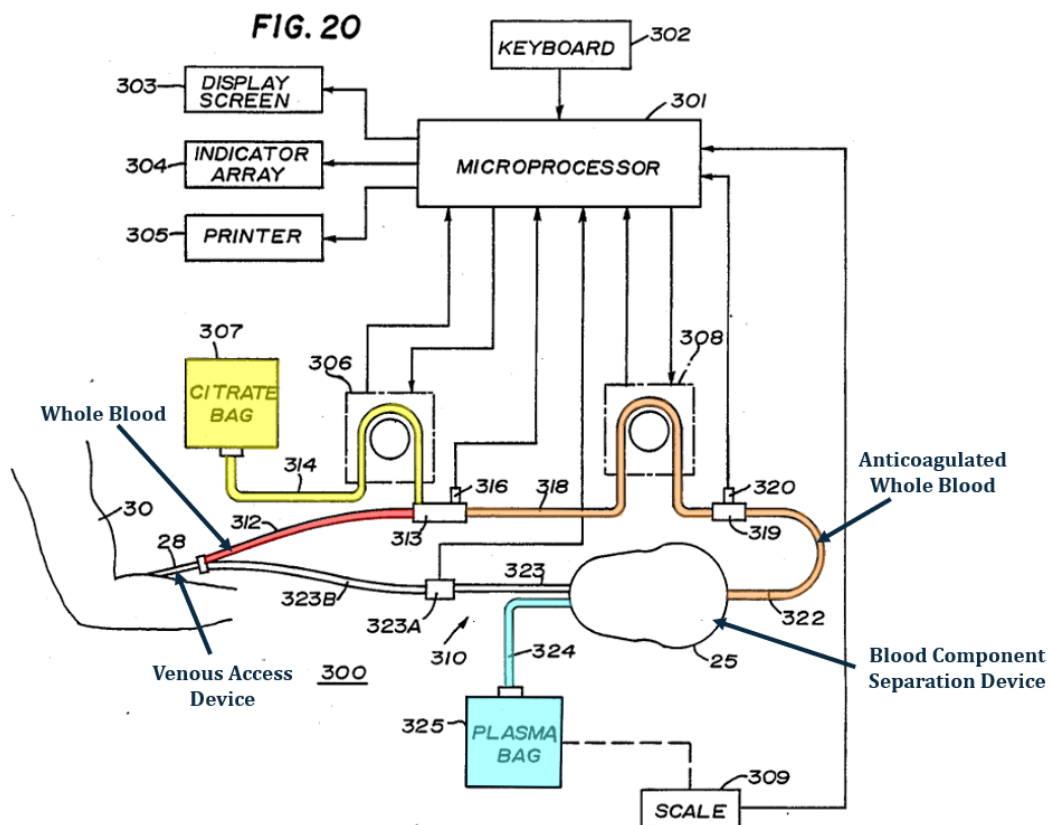 FIG. 20
KEYBOARD
302
303
DISPLAY
SCREEN
301
304
INDICATOR
ARRAY
MICROPROCESSOR
305
PRINTER
307
306
308
CITRATE
BAG
Whole Blood
314
316
318
320
Anticoagulated
Whole Blood
30
312
313
319
28
323
323B
323A
322
310
324
25
Venous Access
Device
300
Blood Component
Separation Device
325
PLASMA
BAG
309
SCALE